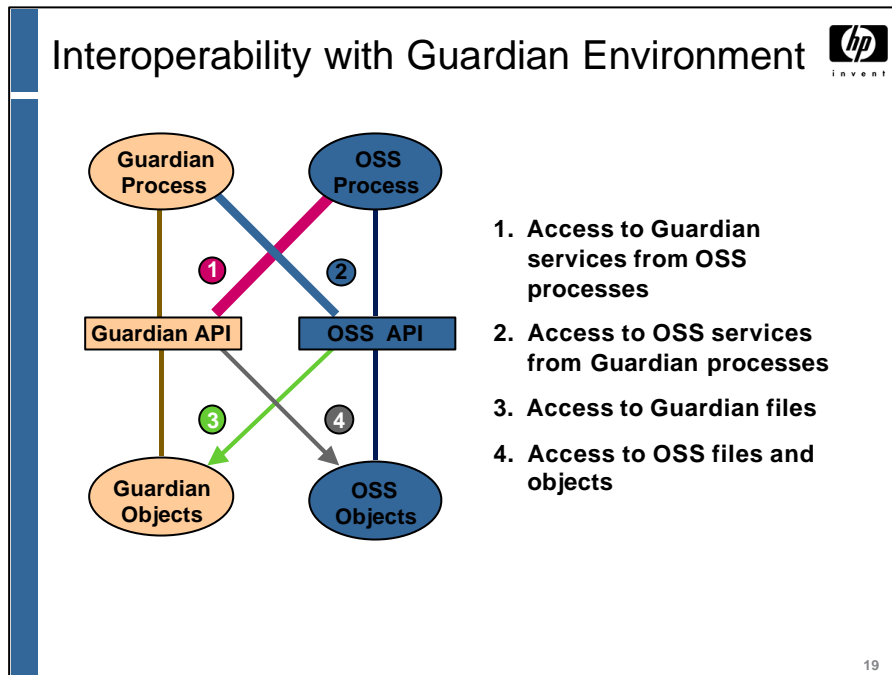 Interoperability with Guardian Environment
hp
invent
Guardian
Process
OSS
Process
1
2
Guardian API
OSS API
3
4
Guardian
Objects
OSS
Objects
1. Access to Guardian
services from OSS
processes
2. Access to OSS services
from Guardian processes
3. Access to Guardian files
4. Access to OSS files and
objects
19